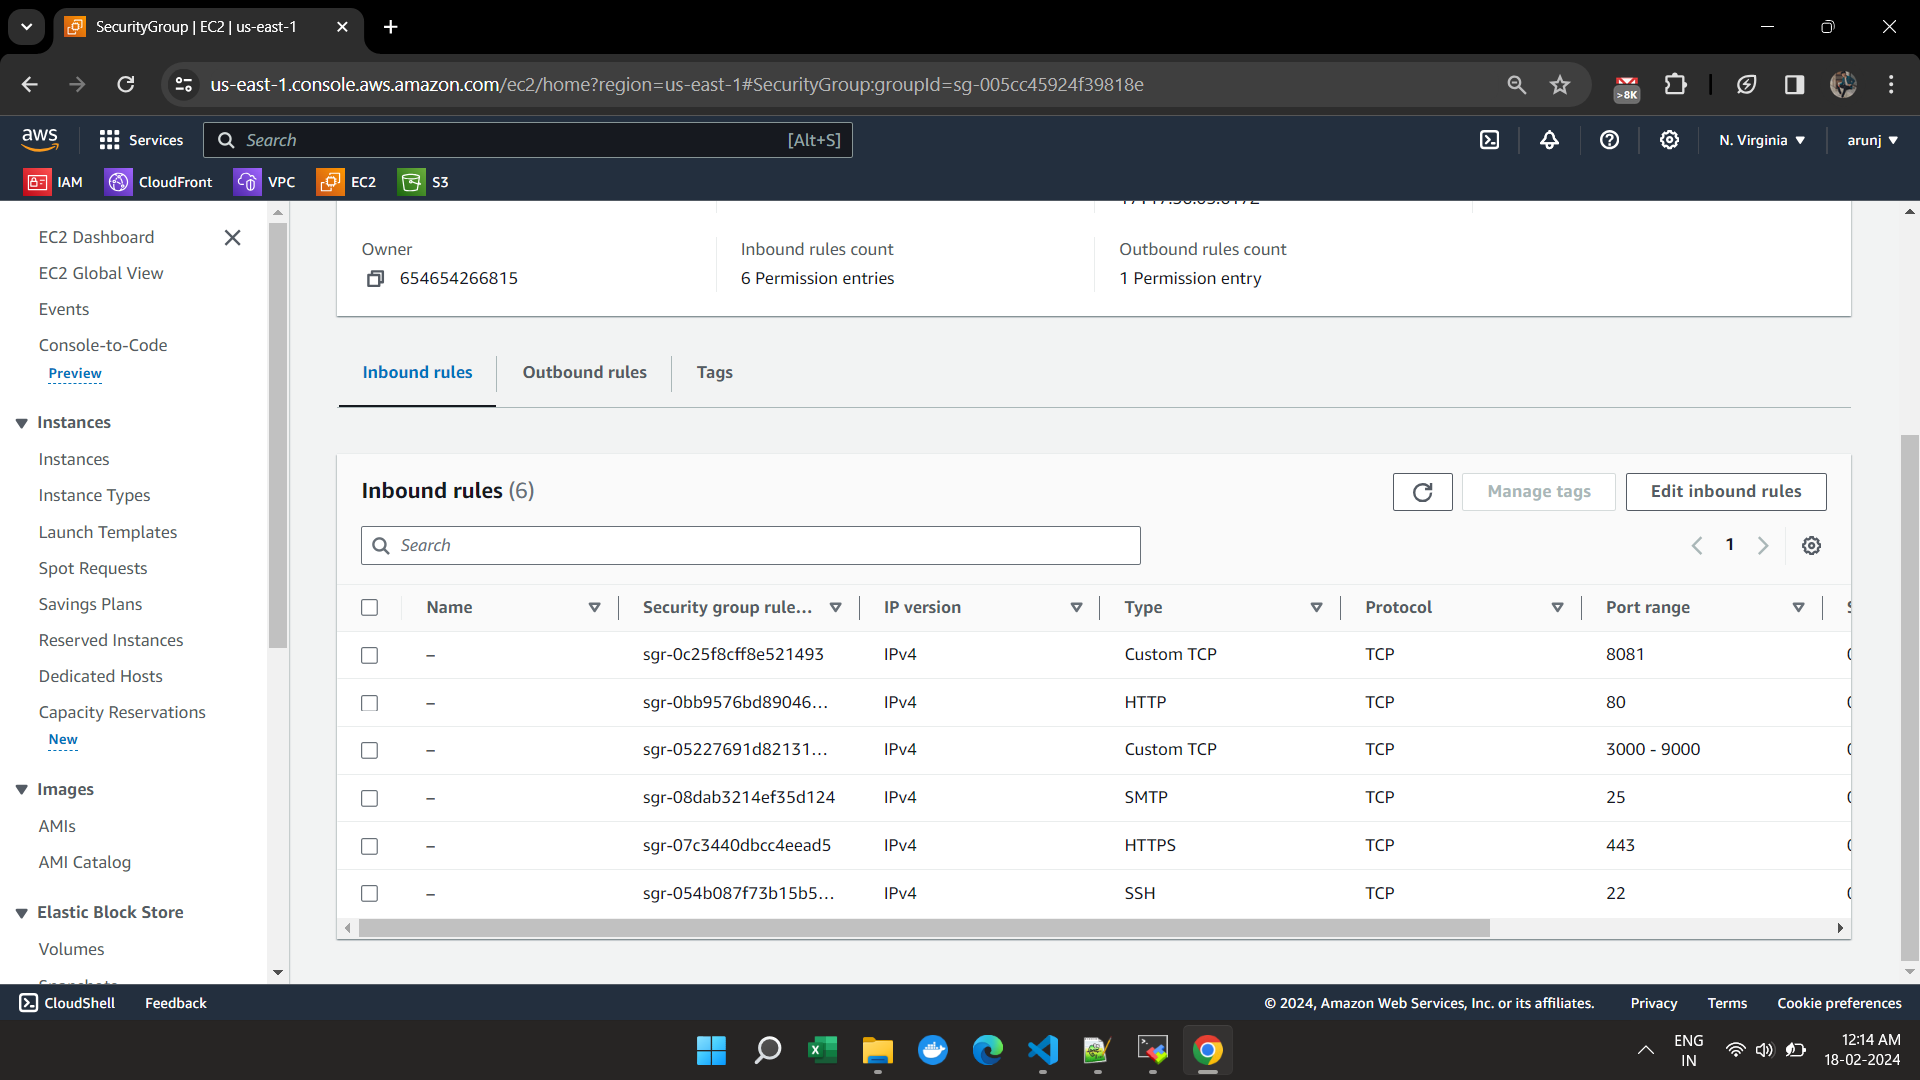 SecurityGroup | EC2 | us-east-1
us-east-1.console.aws.amazon.com/ec2/home?region=us-east-1#SecurityGroup:groupId=sg-005cc45924f39818e
>8K
aws
Services
Search
[Alt+S]
N. Virginia
arunj
IAM
CloudFront
VPC
EC2
S3
EC2 Dashboard
EC2 Global View
Events
Console-to-Code
Preview
Instances
Instances
Instance Types
Launch Templates
Spot Requests
Savings Plans
Reserved Instances
Dedicated Hosts
Capacity Reservations
New
Images
AMIs
AMI Catalog
Elastic Block Store
Volumes
Snapshots
Owner
654654266815
Inbound rules count
6 Permission entries
Outbound rules count
1 Permission entry
Inbound rules
Outbound rules
Tags
Inbound rules (6)
Manage tags
Edit inbound rules
Search
1
Name Security group rule... IP version Type Protocol Port range
– sgr-0c25f8cff8e521493 IPv4 Custom TCP TCP 8081
– sgr-0bb9576bd89046... IPv4 HTTP TCP 80
– sgr-05227691d82131... IPv4 Custom TCP TCP 3000 - 9000
– sgr-08dab3214ef35d124 IPv4 SMTP TCP 25
– sgr-07c3440dbcc4eead5 IPv4 HTTPS TCP 443
– sgr-054b087f73b15b5... IPv4 SSH TCP 22
CloudShell
Feedback
© 2024, Amazon Web Services, Inc. or its affiliates.
Privacy
Terms
Cookie preferences
ENG
IN
12:14 AM
18-02-2024